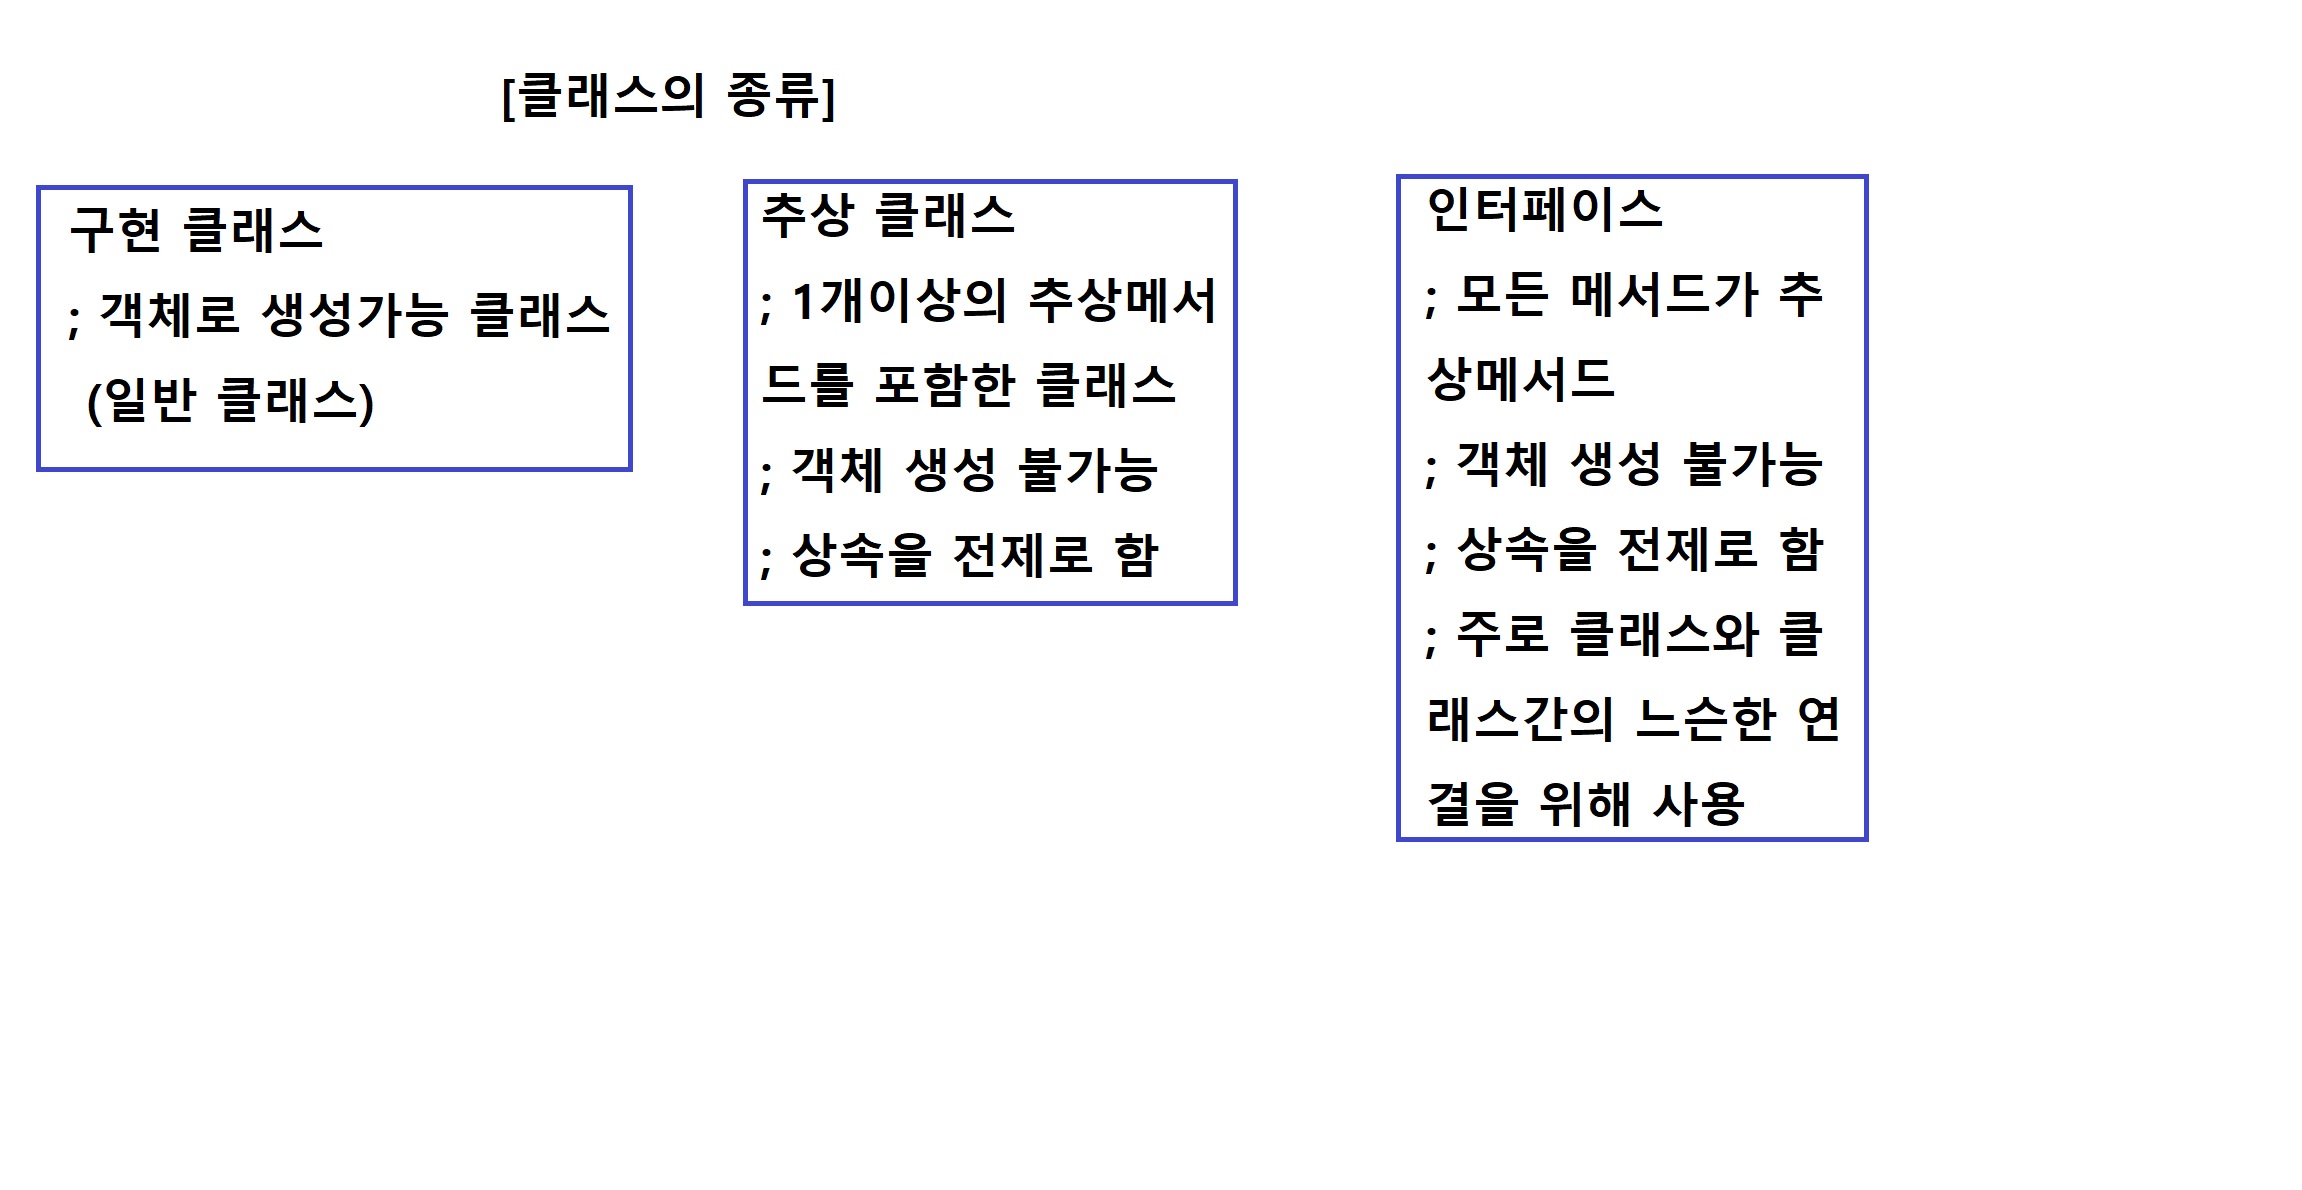 [클래스의 종류]
구현 클래스
; 객체로 생성가능 클래스
(일반 클래스)
추상 클래스
; 1개이상의 추상메서
드를 포함한 클래스
; 객체 생성 불가능
; 상속을 전제로 함
인터페이스
; 모든 메서드가 추
상메서드
; 객체 생성 불가능
; 상속을 전제로 함
; 주로 클래스와 클
래스간의 느슨한 연
결을 위해 사용